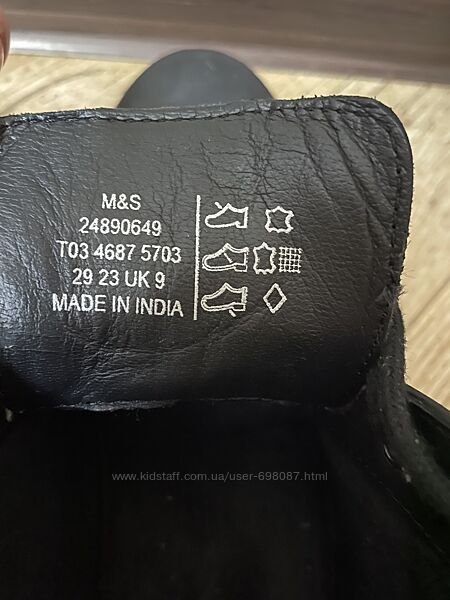 M&S
24890649
T03 4687 5703
29 23 UK 9
MADE IN INDIA
www.kidstaff.com.ua/user-698087.html